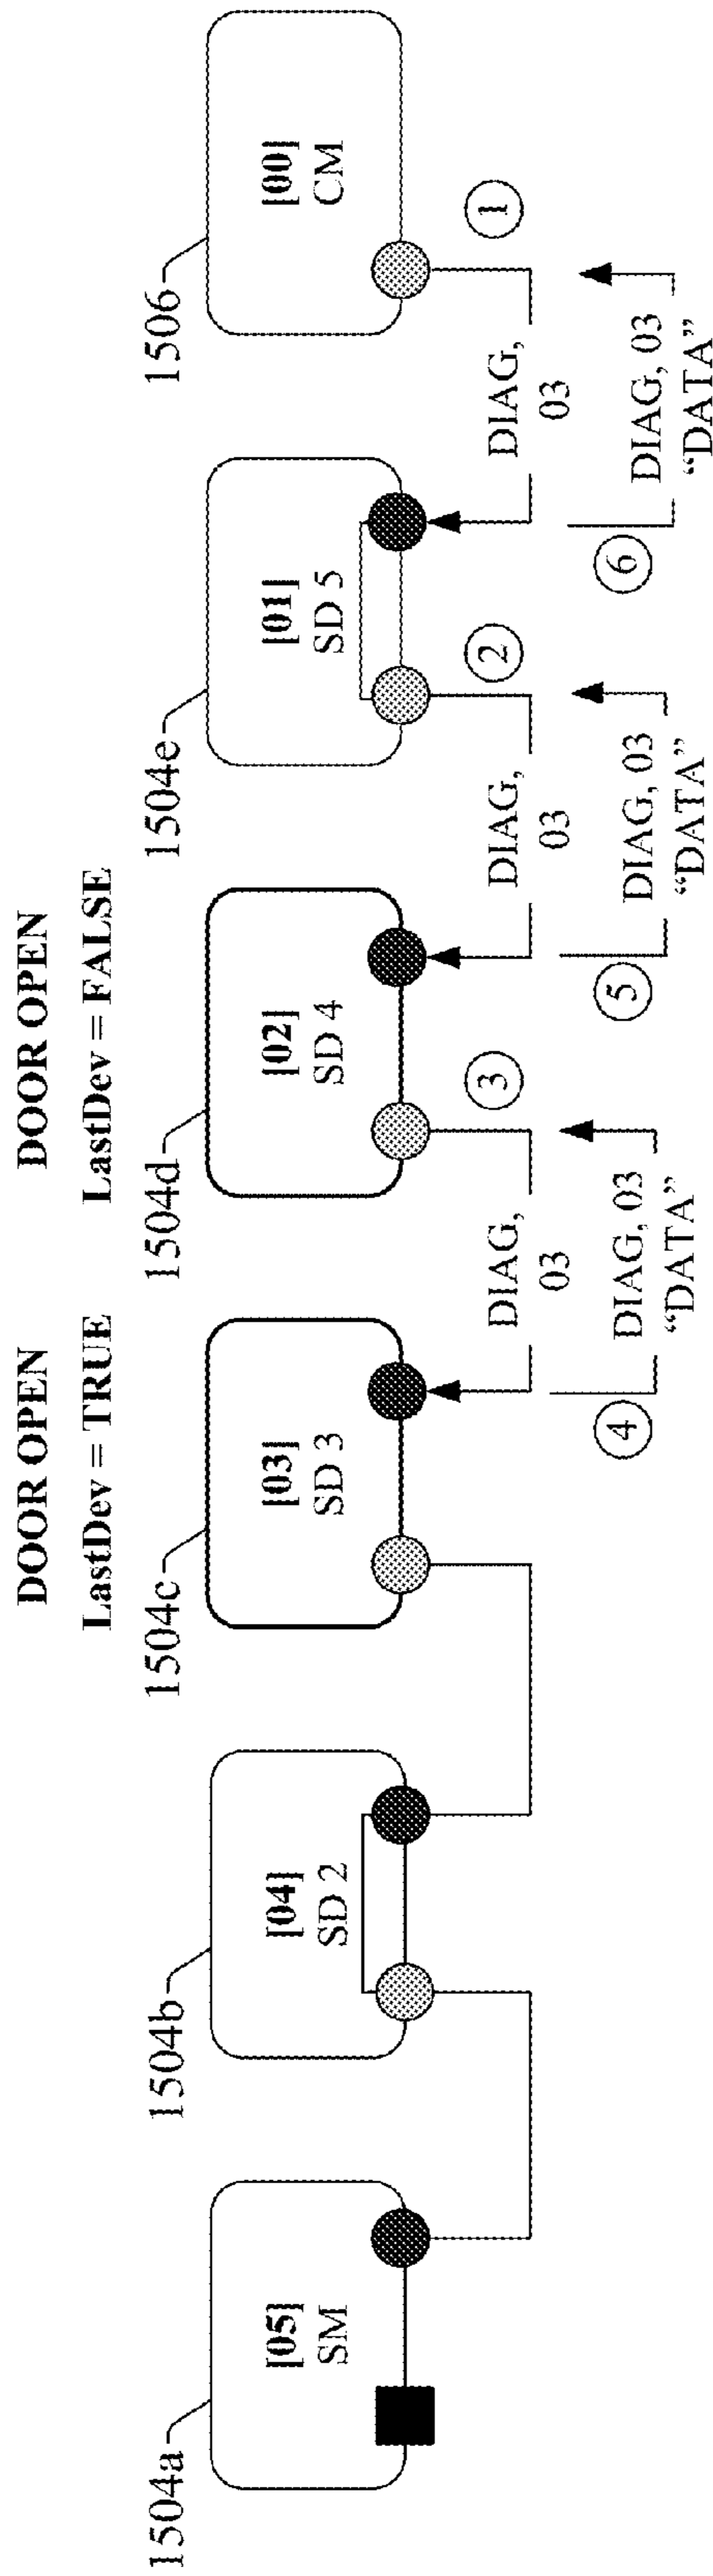 DOOR OPEN
LastDev = TRUE
DOOR OPEN
LastDev = FALSE
1504a
1504b
1504c
1504d
1504e
1506
[05]
SM
[04]
SD 2
[03]
SD 3
[02]
SD 4
[01]
SD 5
[00]
CM
3
2
1
DIAG,
03
DIAG,
03
DIAG,
03
4
5
6
DIAG, 03
“DATA”
DIAG, 03
“DATA”
DIAG, 03
“DATA”